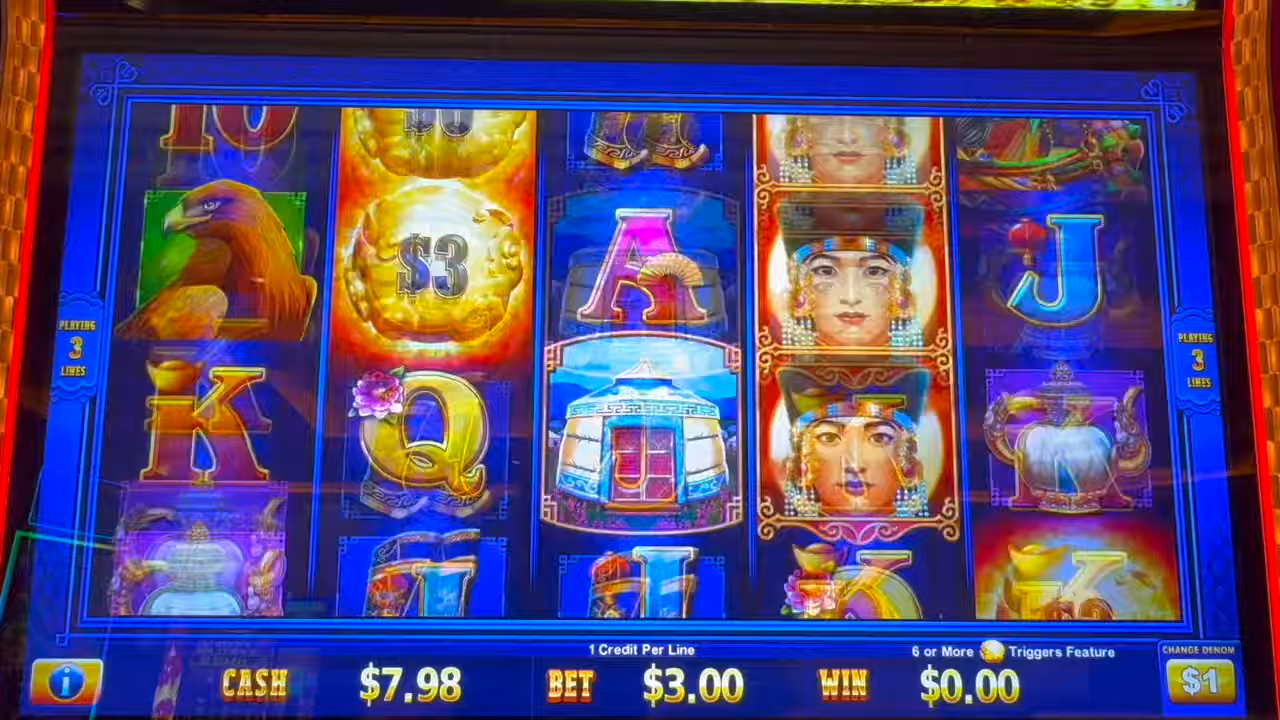 10
$3
A
J
PLAYING
3
LINES
PLAYING
3
LINES
K
Q
J
K
1 Credit Per Line
6 or More Triggers Feature
CHANGE DENOM
CASH $7.98 BET $3.00 WIN $0.00
$1